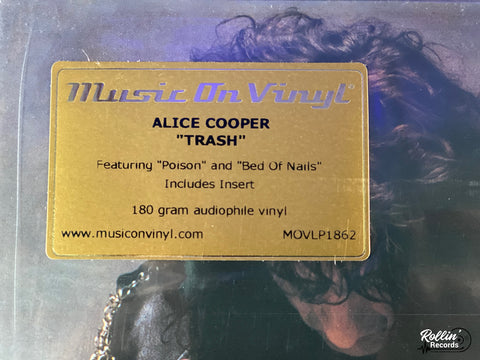 Music On Vinyl®
ALICE COOPER
"TRASH"
Featuring "Poison" and "Bed Of Nails"
Includes Insert
180 gram audiophile vinyl
www.musiconvinyl.com MOVLP1862
Rollin'
Records